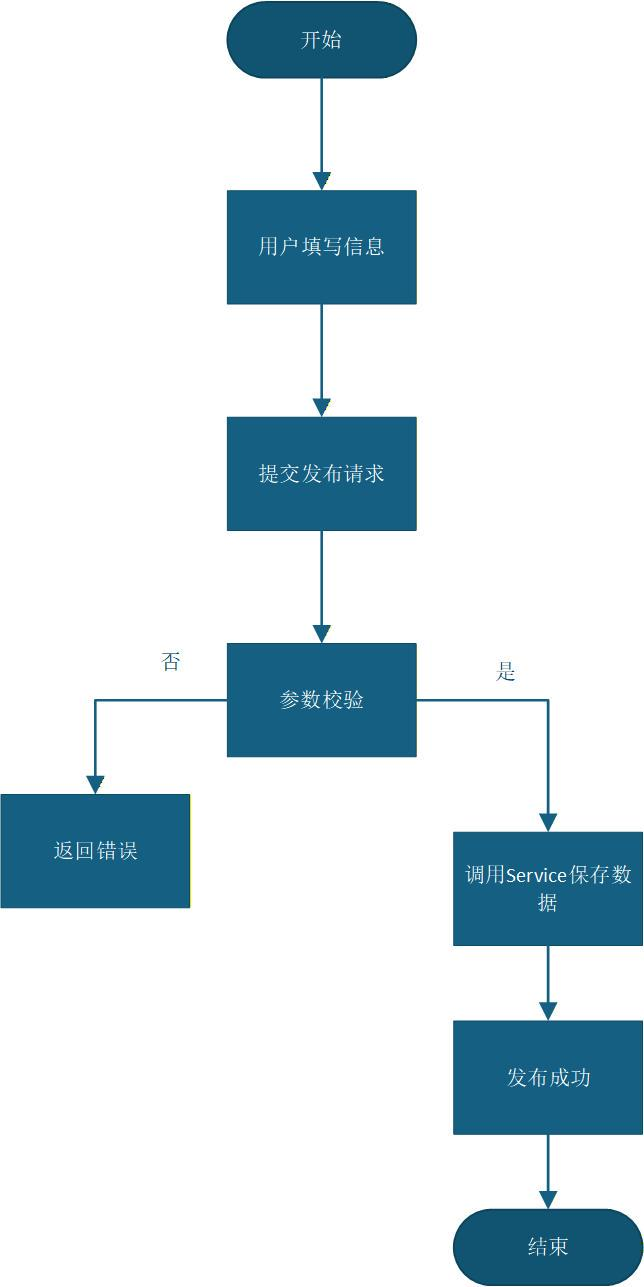 开始
用户填写信息
提交发布请求
否
是
参数校验
返回错误
调用Service保存数
据
发布成功
结束